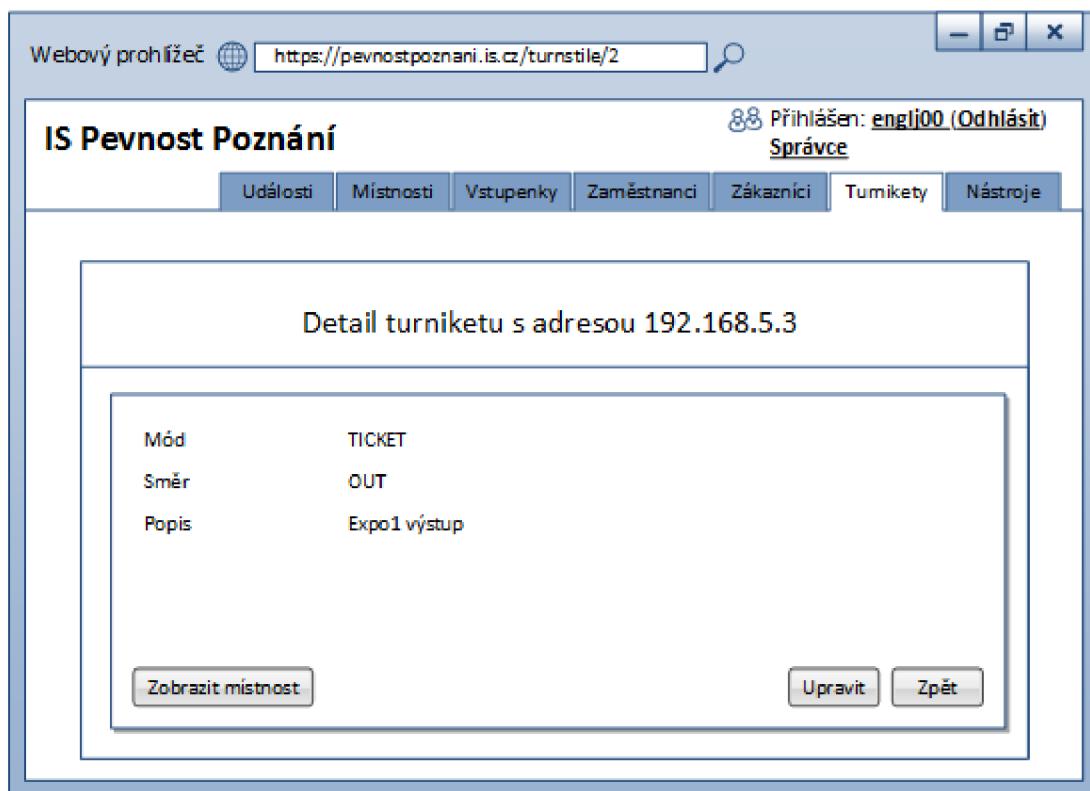 Webový prohlížeč https://pevnostpoznani.is.cz/turnstile/2
IS Pevnost Poznání
Přihlášen: englj00 (Odhlásit)
Správce
Události Místnosti Vstupenky Zaměstnanci Zákazníci Turnikety Nástroje
Detail turniketu s adresou 192.168.5.3
Mód TICKET
Směr OUT
Popis Expo1 výstup
Zobrazit místnost Upravit Zpět